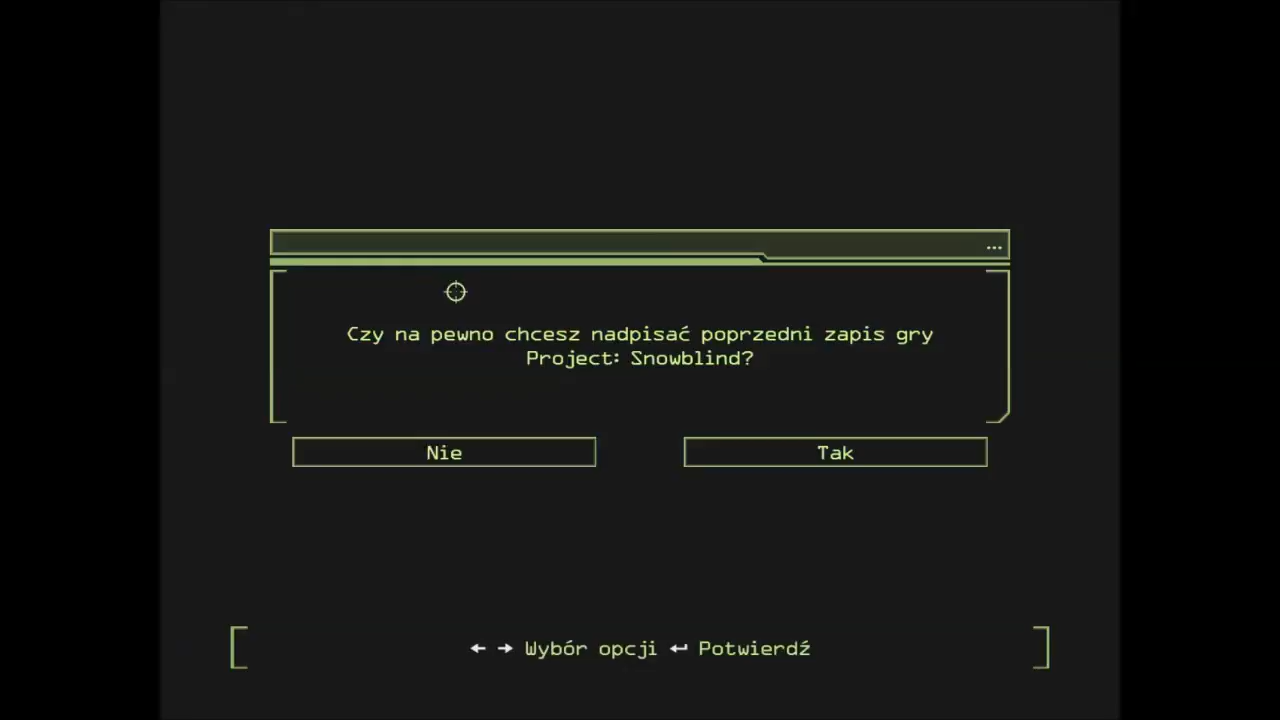 ...
Czy na pewno chcesz nadpisać poprzedni zapis gry
Project: Snowblind?
Nie
Tak
← → Wybór opcji ↵ Potwierdź